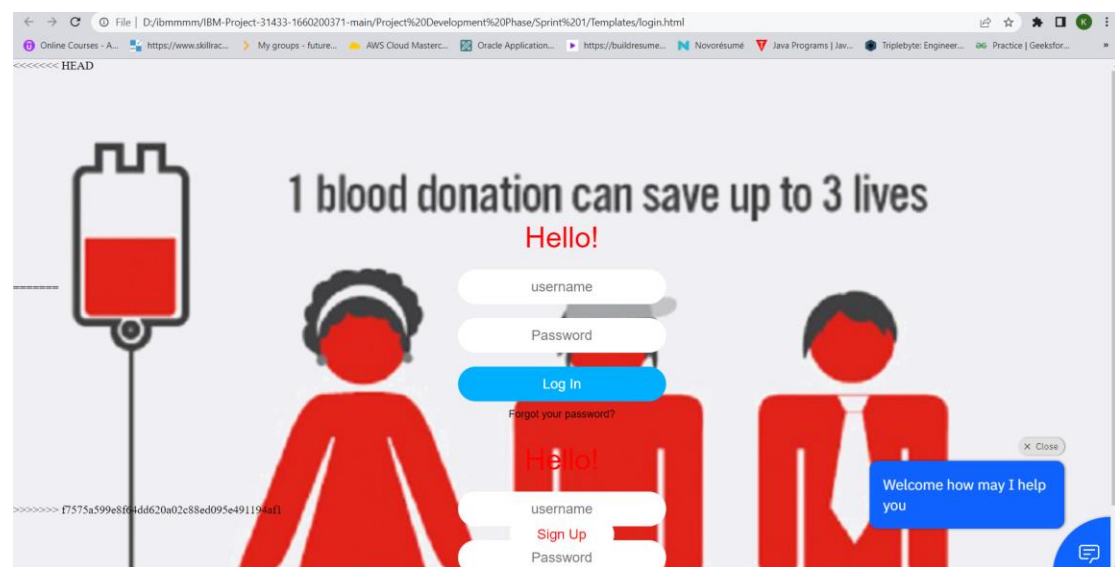 File | D:/ibmmmm/IBM-Project-31433-1660200371-main/Project%20Development%20Phase/Sprint%201/Templates/login.html
K
Online Courses - A... https://www.skillrac... My groups - future... AWS Cloud Masterc... Oracle Application... https://buildresume... Novorésumé Java Programs | Jav... Triplebyte: Engineer... Practice | Geeksfor... »
<<<<<<< HEAD
1 blood donation can save up to 3 lives
Hello!
=======
username
Password
Log In
Forgot your password?
Hello!
× Close
Welcome how may I help
you
>>>>>>> f7575a599e8f64dd620a02c88ed095e491194af1
username
Sign Up
Password